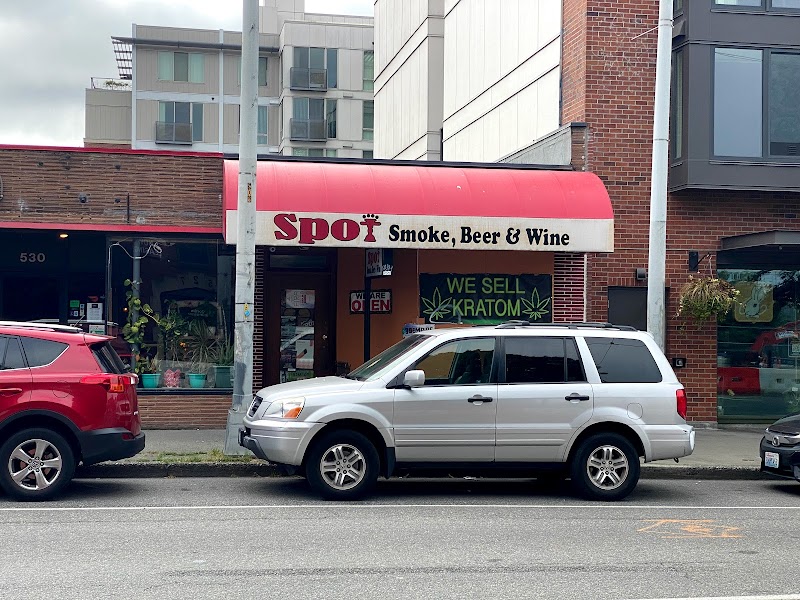 530
Spot Smoke, Beer & Wine
WE ARE
OPEN
WE SELL
KRATOM